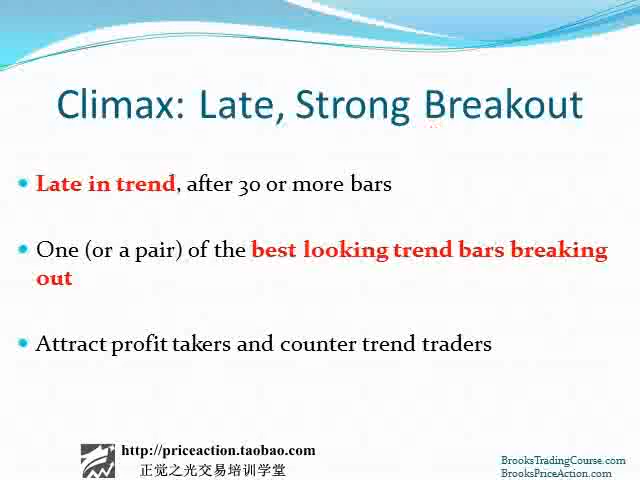 Climax: Late, Strong Breakout
Late in trend, after 30 or more bars
One (or a pair) of the best looking trend bars breaking
out
Attract profit takers and counter trend traders
http://priceaction.taobao.com
正觉之光交易培训学堂
BrooksTradingCourse.com
BrooksPriceAction.com